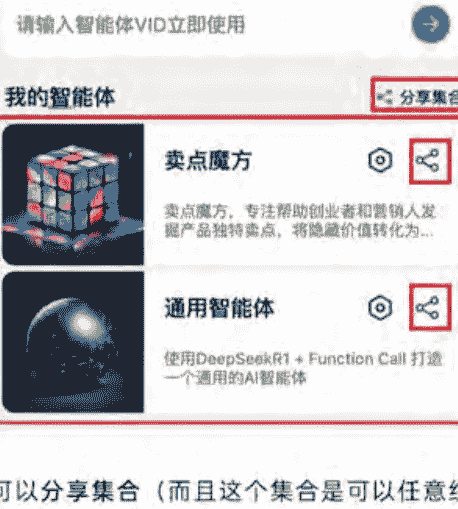 请输入智能体VID立即使用
我的智能体
分享集合
卖点魔方
卖点魔方，专注帮助创业者和营销人发
掘产品独特卖点，将隐藏价值转化为...
通用智能体
使用DeepSeekR1 + Function Call 打造
一个通用的AI智能体
可以分享集合（而且这个集合是可以任意